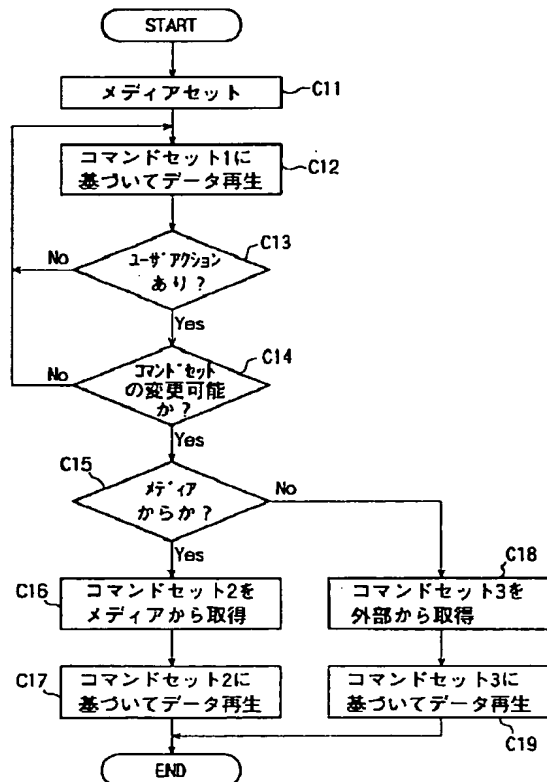 START
メディアセット
C11
コマンドセット1に
基づいてデータ再生
C12
ユーザアクション
あり?
C13
No
Yes
コマンドセット
の変更可能
か?
C14
No
Yes
C15
メディア
からか?
No
Yes
C16
コマンドセット2を
メディアから取得
C18
コマンドセット3を
外部から取得
C17
コマンドセット2に
基づいてデータ再生
コマンドセット3に
基づいてデータ再生
C19
END